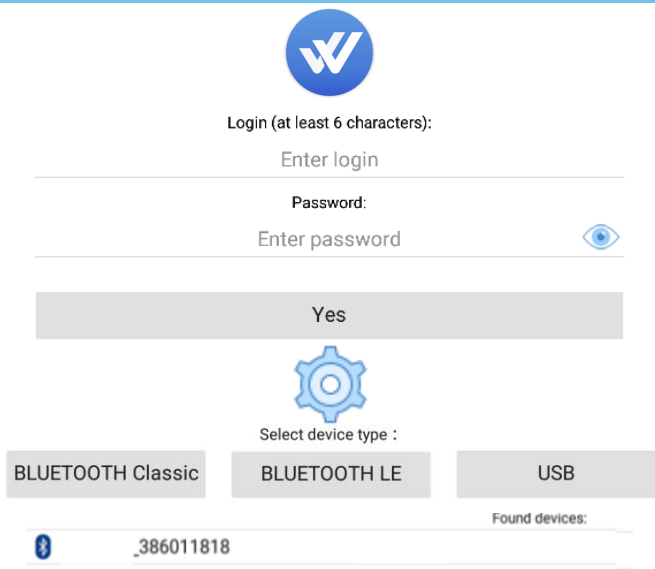 Login (at least 6 characters):
Enter login
Password:
Enter password
Yes
Select device type :
BLUETOOTH Classic BLUETOOTH LE USB
Found devices:
_386011818